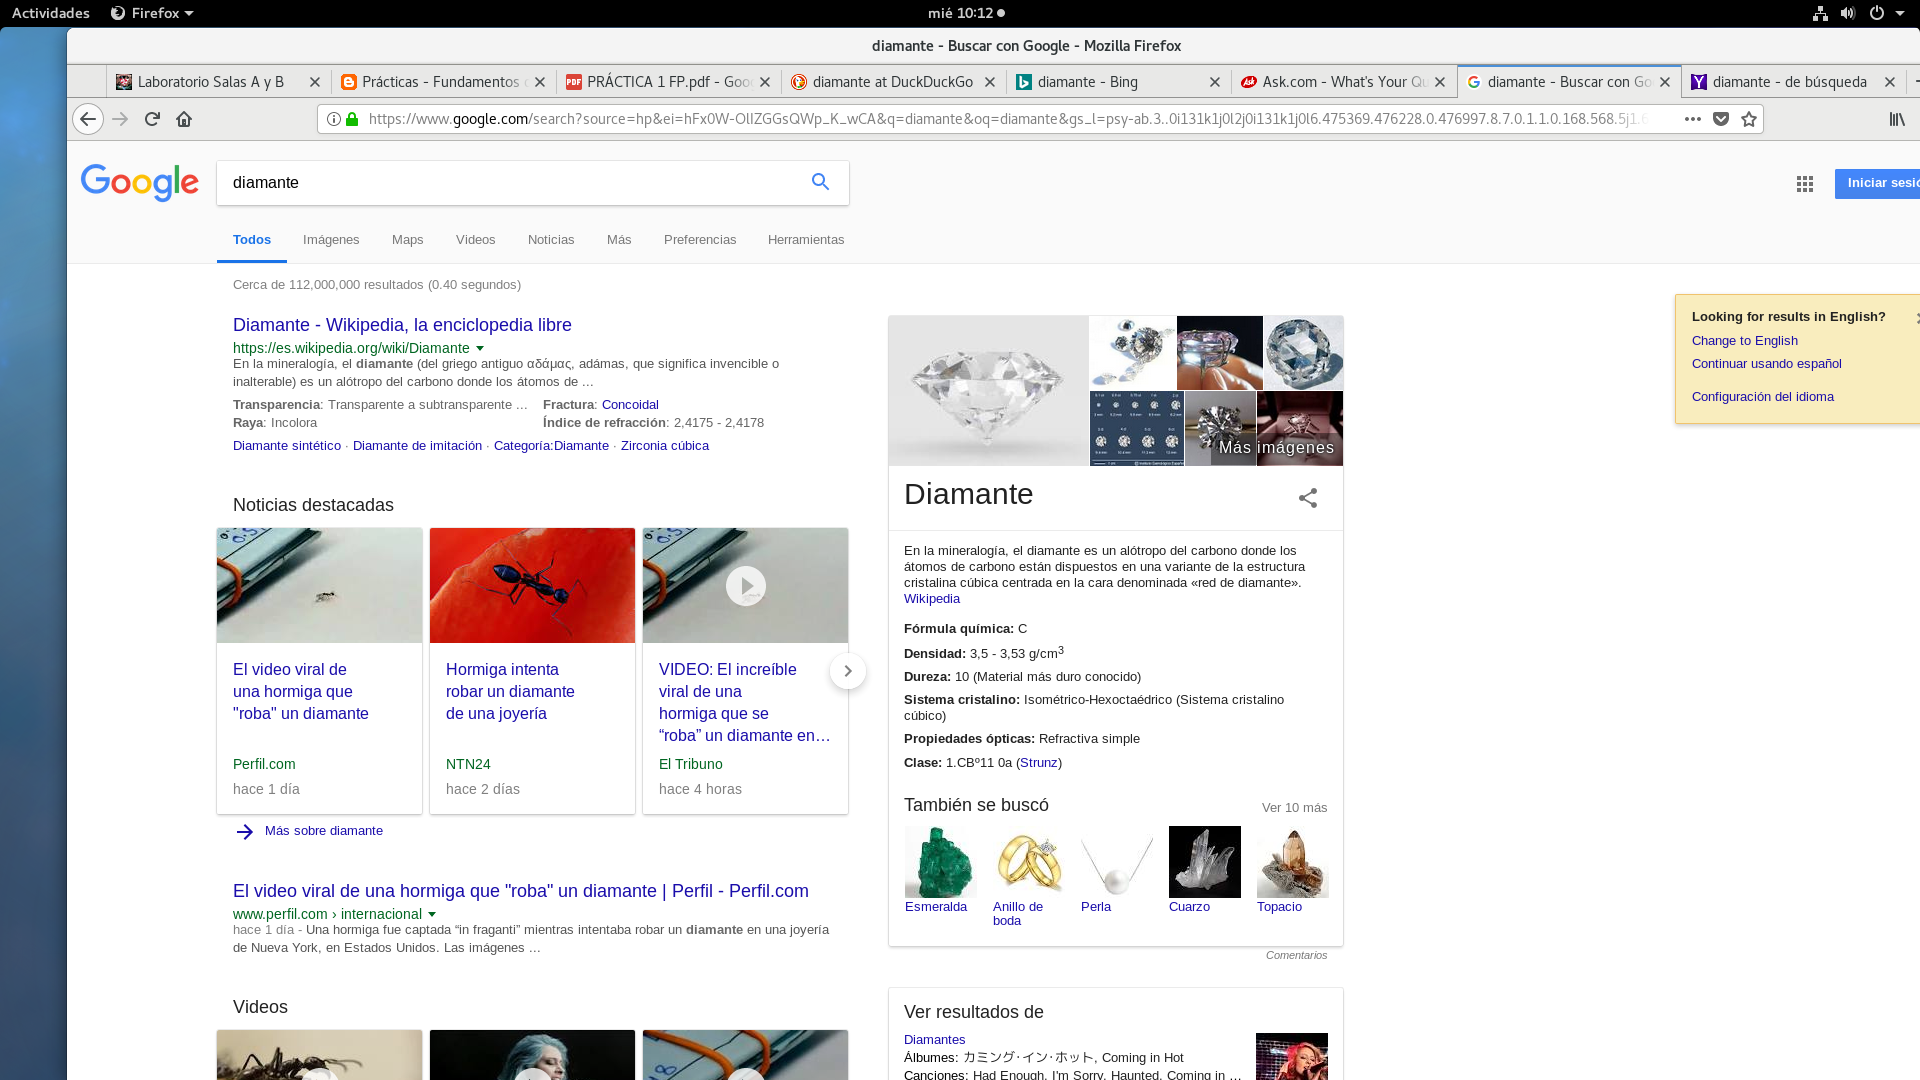 Actividades
Firefox
mié 10:12
diamante - Buscar con Google - Mozilla Firefox
Laboratorio Salas A y B
Prácticas - Fundamentos
PRÁCTICA 1 FP.pdf - Goo
diamante at DuckDuckGo
diamante - Bing
Ask.com - What's Your Qu
diamante - Buscar con Go
diamante - de búsqueda
https://www.google.com/search?source=hp&ei=hFx0W-OlIZGGsQWp_K_wCA&q=diamante&oq=diamante&gs_l=psy-ab.3..0i131k1j0l2j0i131k1j0l6.475369.476228.0.476997.8.7.0.1.1.0.168.568.5j1.6
Google
diamante
Iniciar sesió
Todos
Imágenes
Maps
Videos
Noticias
Más
Preferencias
Herramientas
Cerca de 112,000,000 resultados (0.40 segundos)
Looking for results in English?
Change to English
Continuar usando español
Configuración del idioma
Diamante - Wikipedia, la enciclopedia libre
https://es.wikipedia.org/wiki/Diamante
En la mineralogía, el diamante (del griego antiguo αδάμας, adámas, que significa invencible o
inalterable) es un alótropo del carbono donde los átomos de ...
Transparencia: Transparente a subtransparente ...
Fractura: Concoidal
Raya: Incolora
Índice de refracción: 2,4175 - 2,4178
Diamante sintético · Diamante de imitación · Categoría:Diamante · Zirconia cúbica
Noticias destacadas
El video viral de
una hormiga que
"roba" un diamante
Perfil.com
hace 1 día
Hormiga intenta
robar un diamante
de una joyería
NTN24
hace 2 días
VIDEO: El increíble
viral de una
hormiga que se
“roba” un diamante en…
El Tribuno
hace 4 horas
Más sobre diamante
El video viral de una hormiga que "roba" un diamante | Perfil - Perfil.com
www.perfil.com › internacional
hace 1 día - Una hormiga fue captada “in fraganti” mientras intentaba robar un diamante en una joyería
de Nueva York, en Estados Unidos. Las imágenes ...
Videos
Más imágenes
Diamante
En la mineralogía, el diamante es un alótropo del carbono donde los
átomos de carbono están dispuestos en una variante de la estructura
cristalina cúbica centrada en la cara denominada «red de diamante».
Wikipedia
Fórmula química: C
Densidad: 3,5 - 3,53 g/cm³
Dureza: 10 (Material más duro conocido)
Sistema cristalino: Isométrico-Hexoctaédrico (Sistema cristalino
cúbico)
Propiedades ópticas: Refractiva simple
Clase: 1.CBº11 0a (Strunz)
También se buscó
Ver 10 más
Esmeralda
Anillo de
boda
Perla
Cuarzo
Topacio
Comentarios
Ver resultados de
Diamantes
Álbumes: カミング·イン·ホット, Coming in Hot
Canciones: Had Enough, I'm Sorry, Haunted, Coming in ...